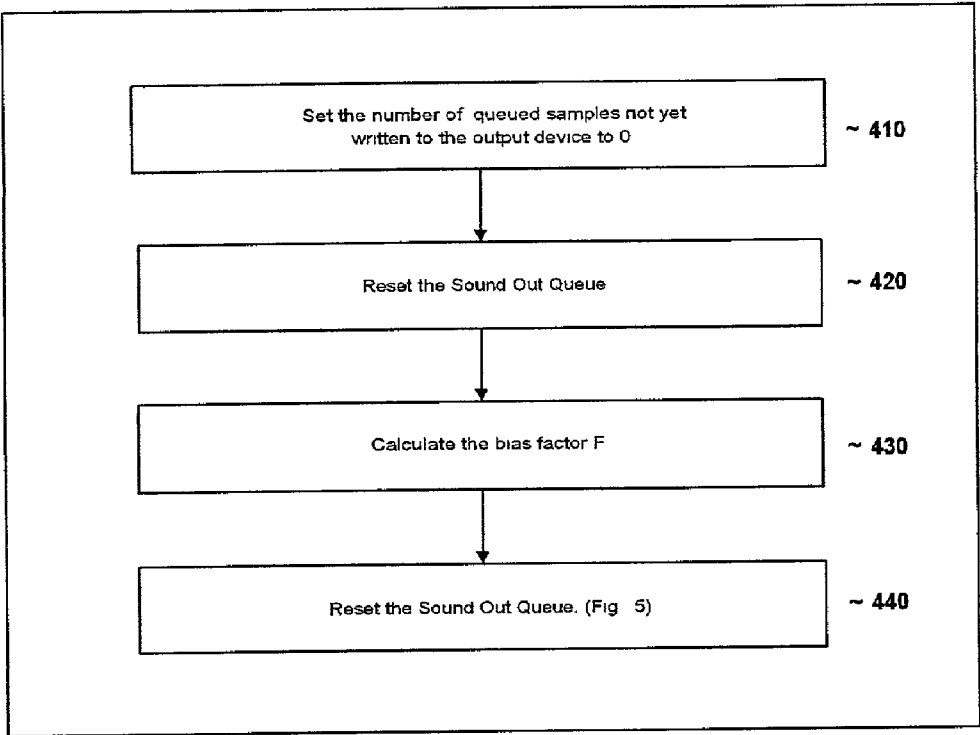 Set the number of queued samples not yet
written to the output device to 0
~ 410
Reset the Sound Out Queue
~ 420
Calculate the bias factor F
~ 430
Reset the Sound Out Queue. (Fig 5)
~ 440